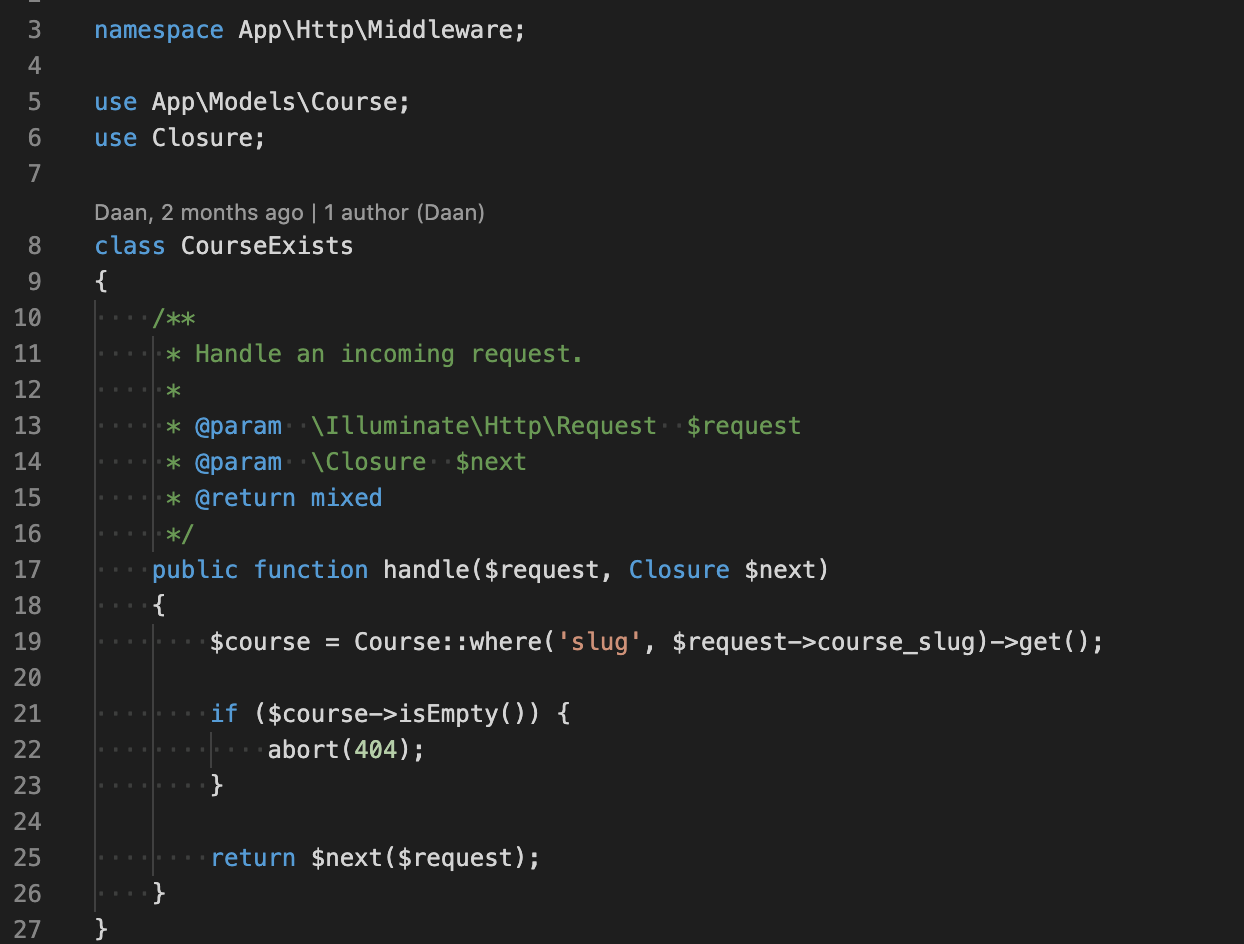 3 namespace App\Http\Middleware;
4
5 use App\Models\Course;
6 use Closure;
7
Daan, 2 months ago | 1 author (Daan)
8 class CourseExists
9 {
10 /**
11 * Handle an incoming request.
12 *
13 * @param  \Illuminate\Http\Request  $request
14 * @param  \Closure  $next
15 * @return mixed
16 */
17 public function handle($request, Closure $next)
18 {
19 $course = Course::where('slug', $request->course_slug)->get();
20
21 if ($course->isEmpty()) {
22 abort(404);
23 }
24
25 return $next($request);
26 }
27 }